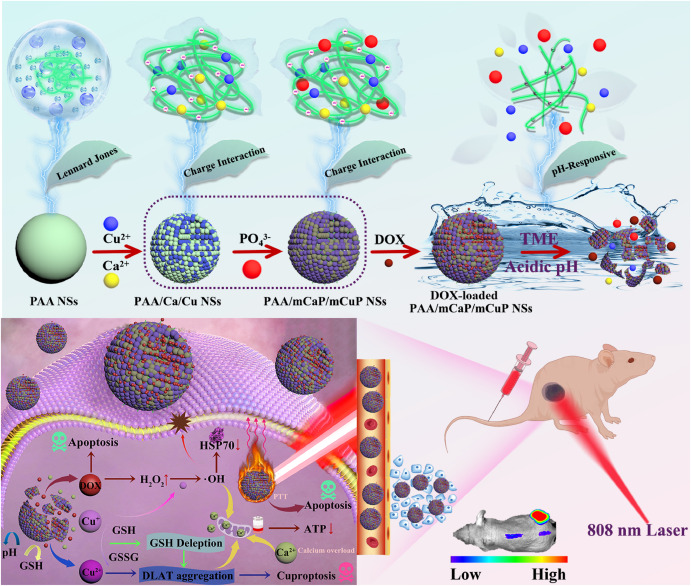 Lennard Jones
Charge Interaction
Charge Interaction
pH-Responsive
Cu²⁺
Ca²⁺
PO₄³⁻
DOX
TME
Acidic pH
PAA NSs
PAA/Ca/Cu NSs
PAA/mCaP/mCuP NSs
DOX-loaded
PAA/mCaP/mCuP NSs
HSP70↓
Apoptosis
DOX
H₂O₂↑
·OH
PTT
Apoptosis
Cu⁺
ATP↓
GSH
GSH Deleption
Ca²⁺
Calcium overload
pH
GSH
GSSG
Cu²⁺
DLAT aggregation
Cuproptosis
808 nm Laser
Low
High